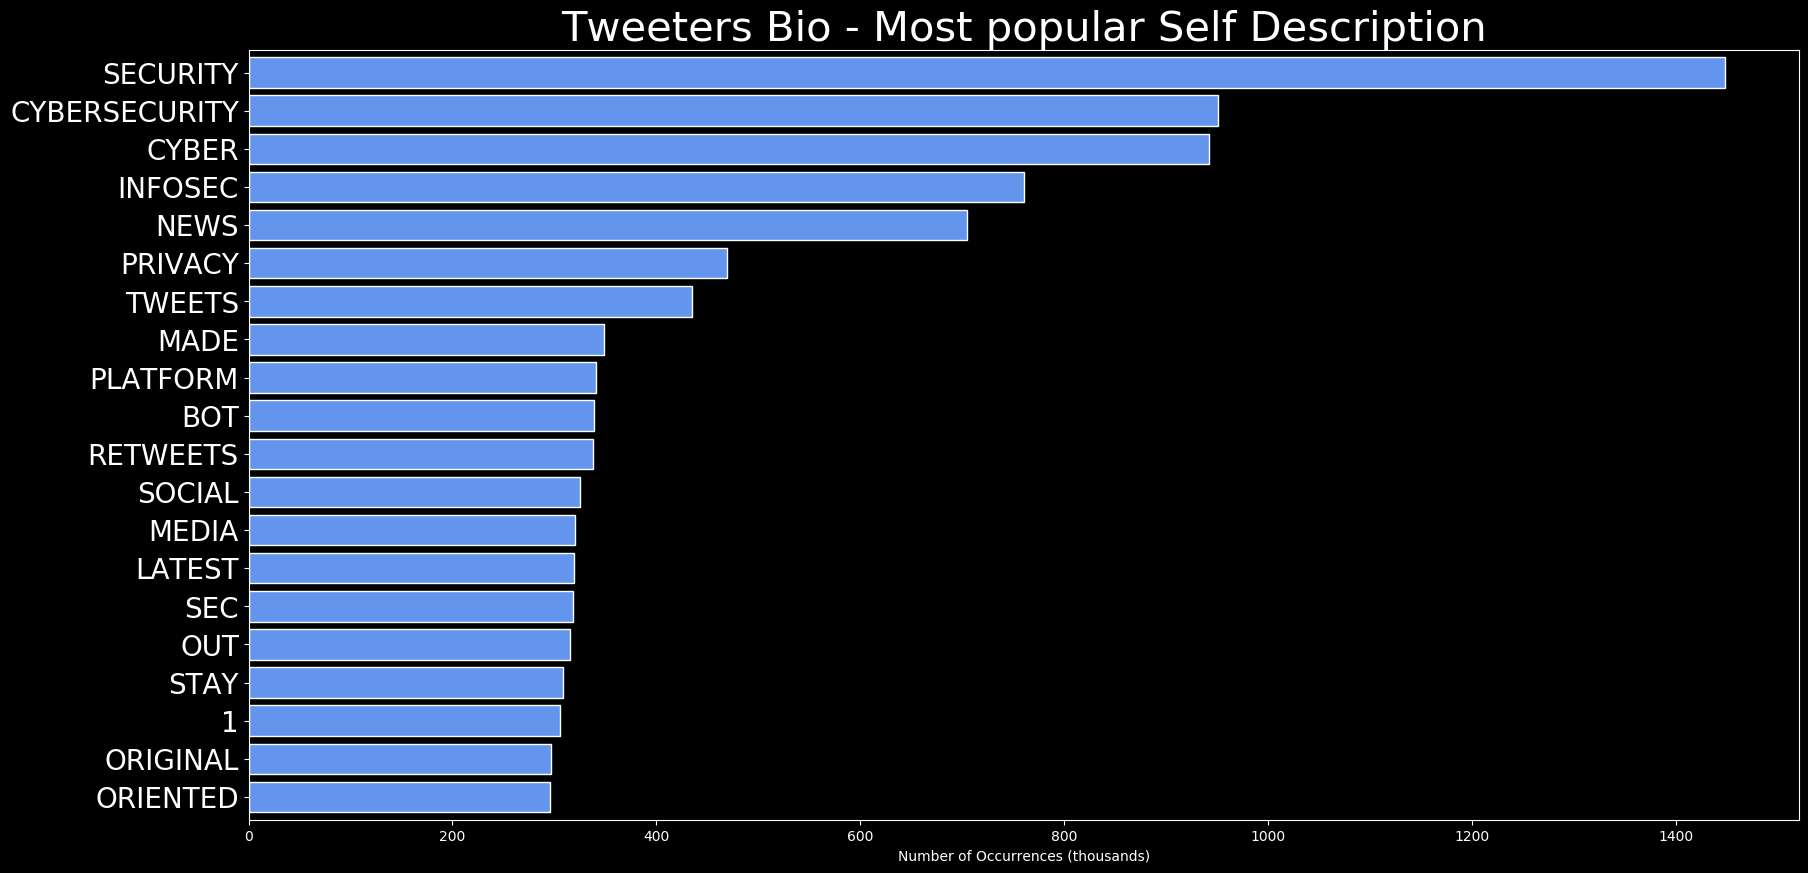 Tweeters Bio - Most popular Self Description
SECURITY
CYBERSECURITY
CYBER
INFOSEC
NEWS
PRIVACY
TWEETS
MADE
PLATFORM
BOT
RETWEETS
SOCIAL
MEDIA
LATEST
SEC
OUT
STAY
1
ORIGINAL
ORIENTED
0 200 400 600 800 1000 1200 1400
Number of Occurrences (thousands)